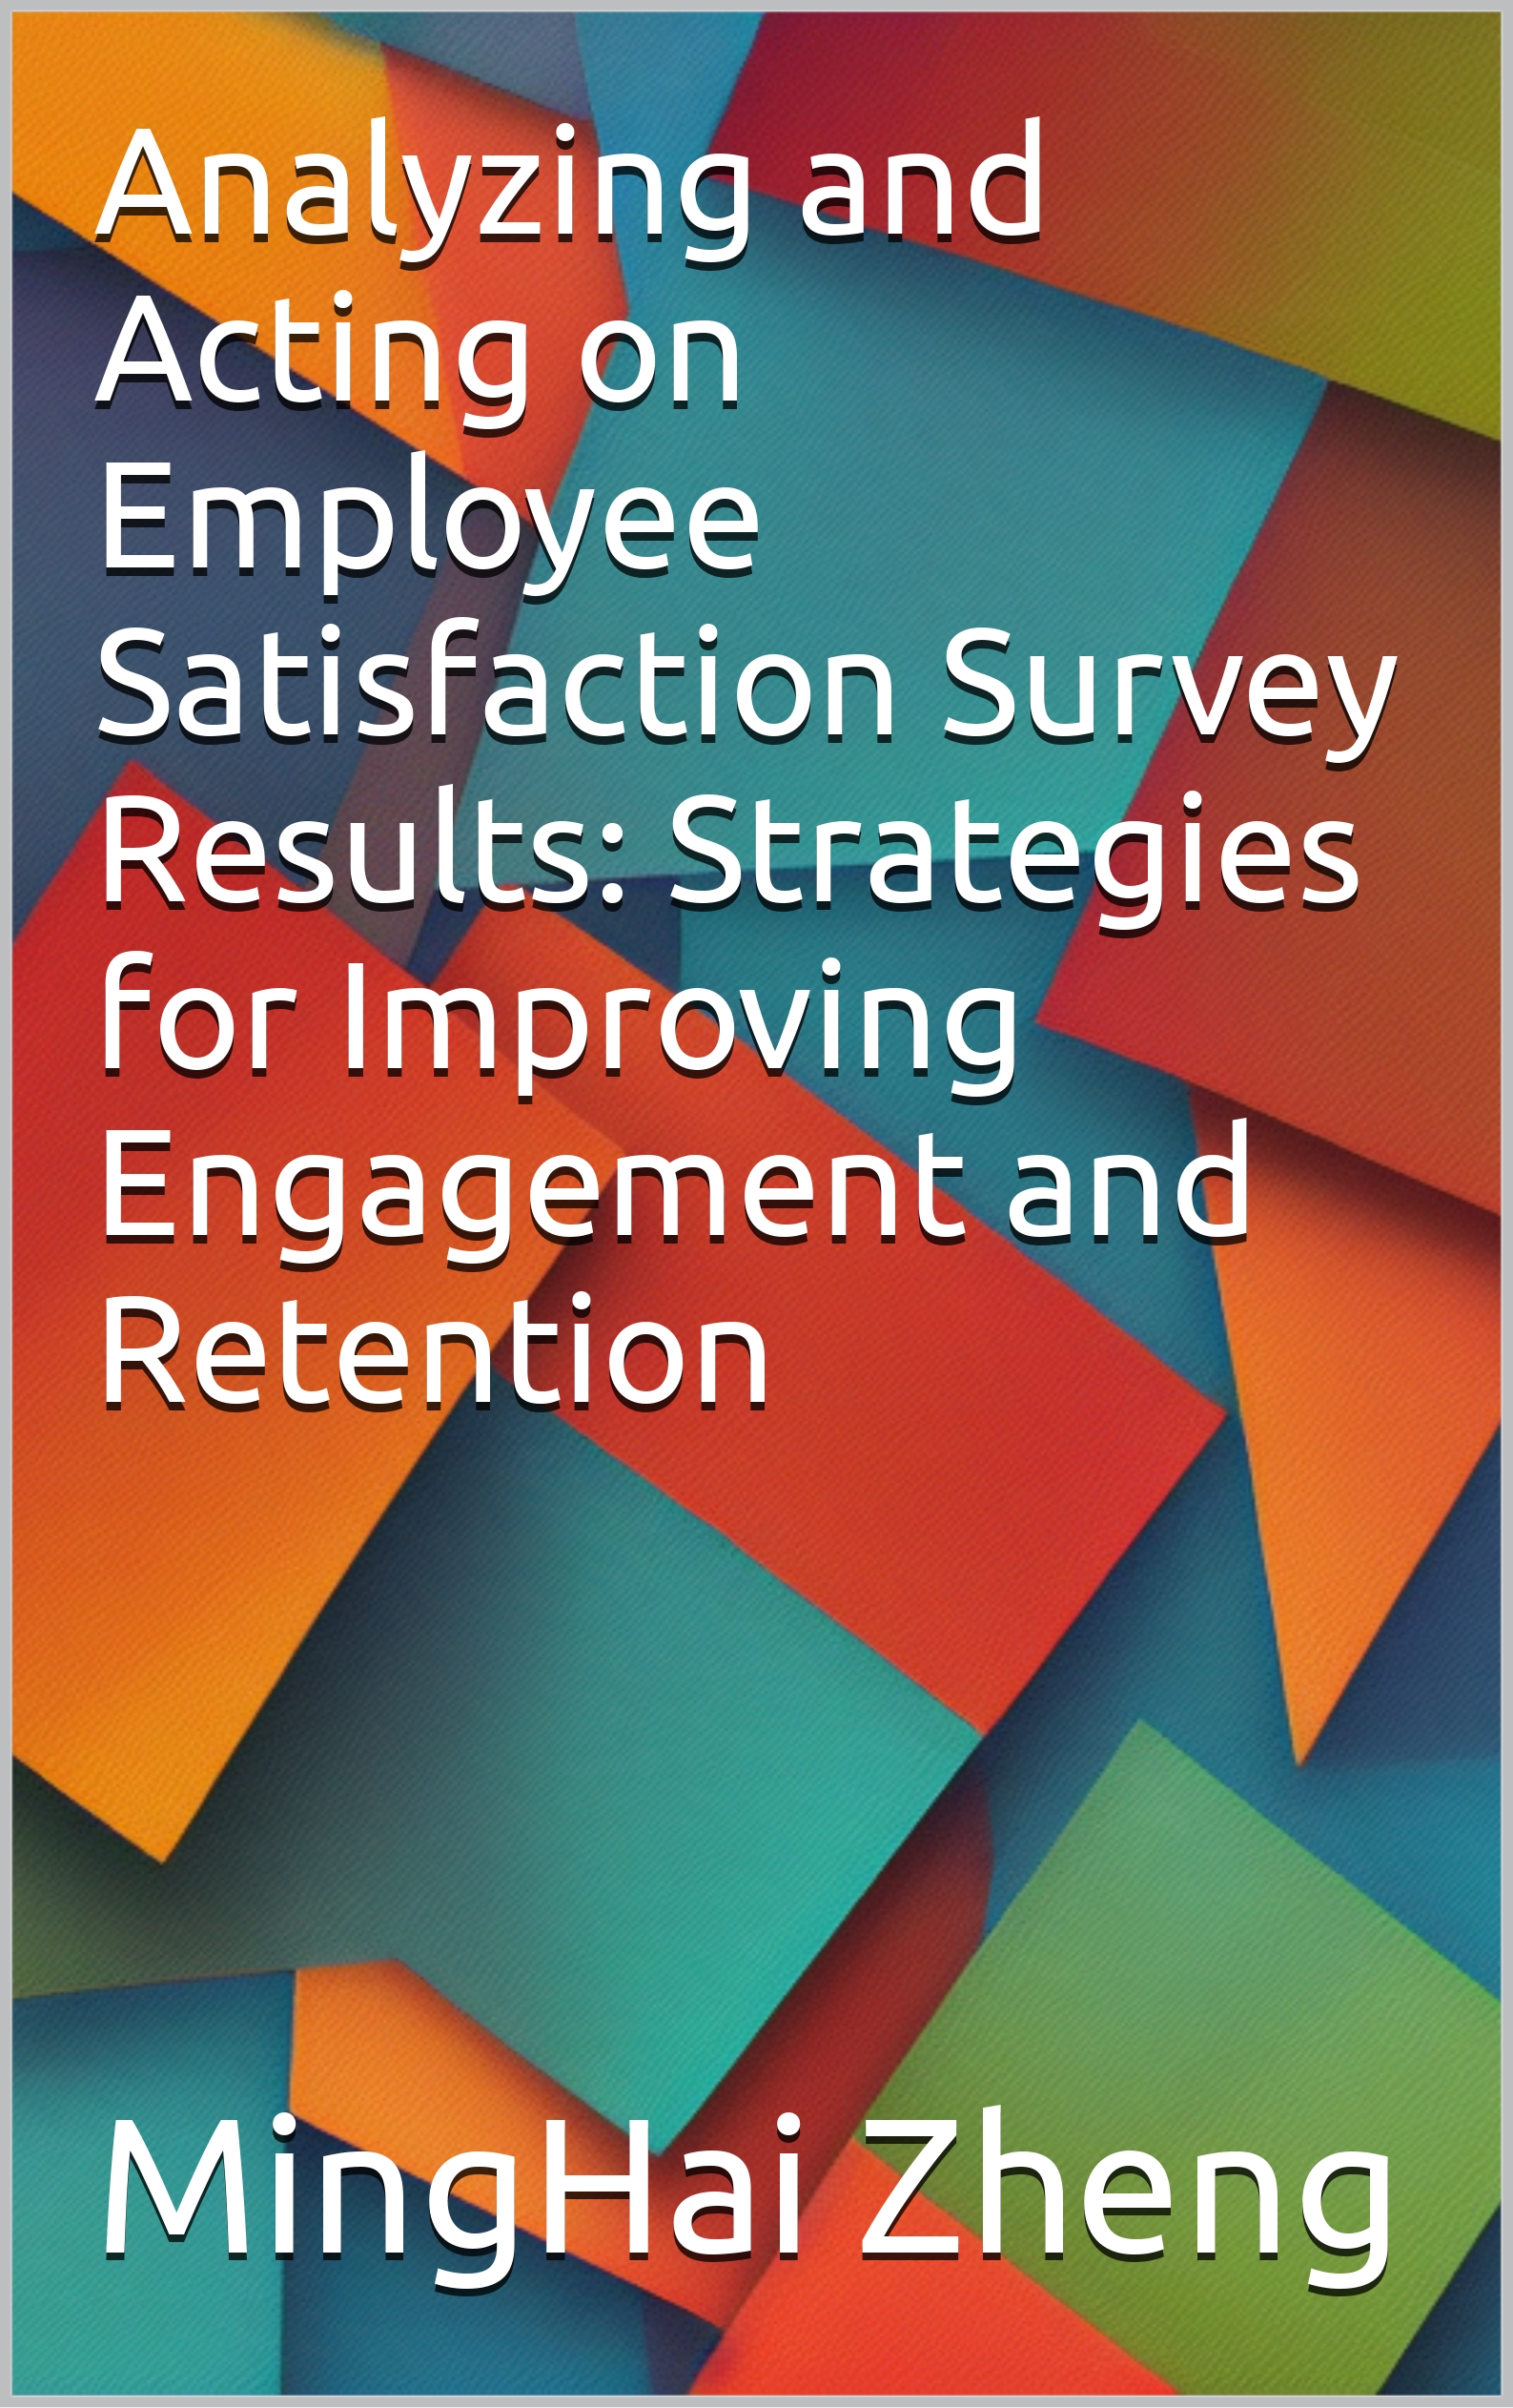 Analyzing and
Acting on
Employee
Satisfaction Survey
Results: Strategies
for Improving
Engagement and
Retention
MingHai Zheng